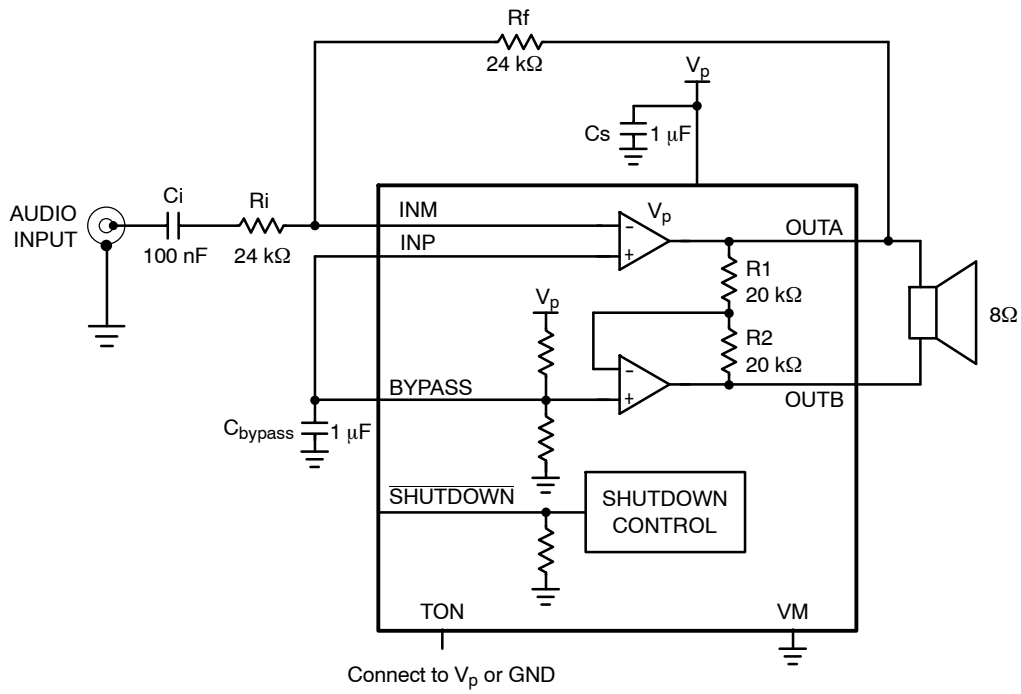 Rf
24 kΩ
Vp
Cs
1 μF
Ci
Ri
AUDIO
INPUT
100 nF
24 kΩ
INM
INP
Vp
-
+
OUTA
R1
20 kΩ
8Ω
Vp
R2
20 kΩ
-
+
BYPASS
OUTB
Cbypass
1 μF
SHUTDOWN
SHUTDOWN
CONTROL
TON
VM
Connect to Vp or GND